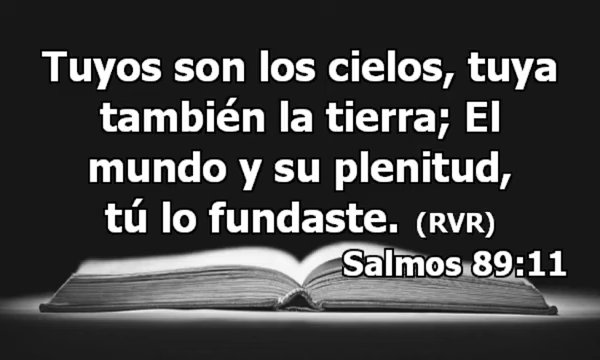 Tuyos son los cielos, tuya
también la tierra; El
mundo y su plenitud,
tú lo fundaste. (RVR)
Salmos 89:11